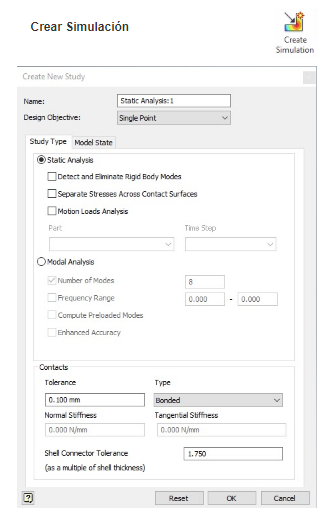 Crear Simulación
Create
Simulation
Create New Study
Name: Static Analysis:1
Design Objective: Single Point
Study Type Model State
Static Analysis
Detect and Eliminate Rigid Body Modes
Separate Stresses Across Contact Surfaces
Motion Loads Analysis
Part Time Step
Modal Analysis
Number of Modes 8
Frequency Range 0.000 - 0.000
Compute Preloaded Modes
Enhanced Accuracy
Contacts
Tolerance Type
0.100 mm Bonded
Normal Stiffness Tangential Stiffness
0.000 N/mm 0.000 N/mm
Shell Connector Tolerance 1.750
(as a multiple of shell thickness)
? Reset OK Cancel